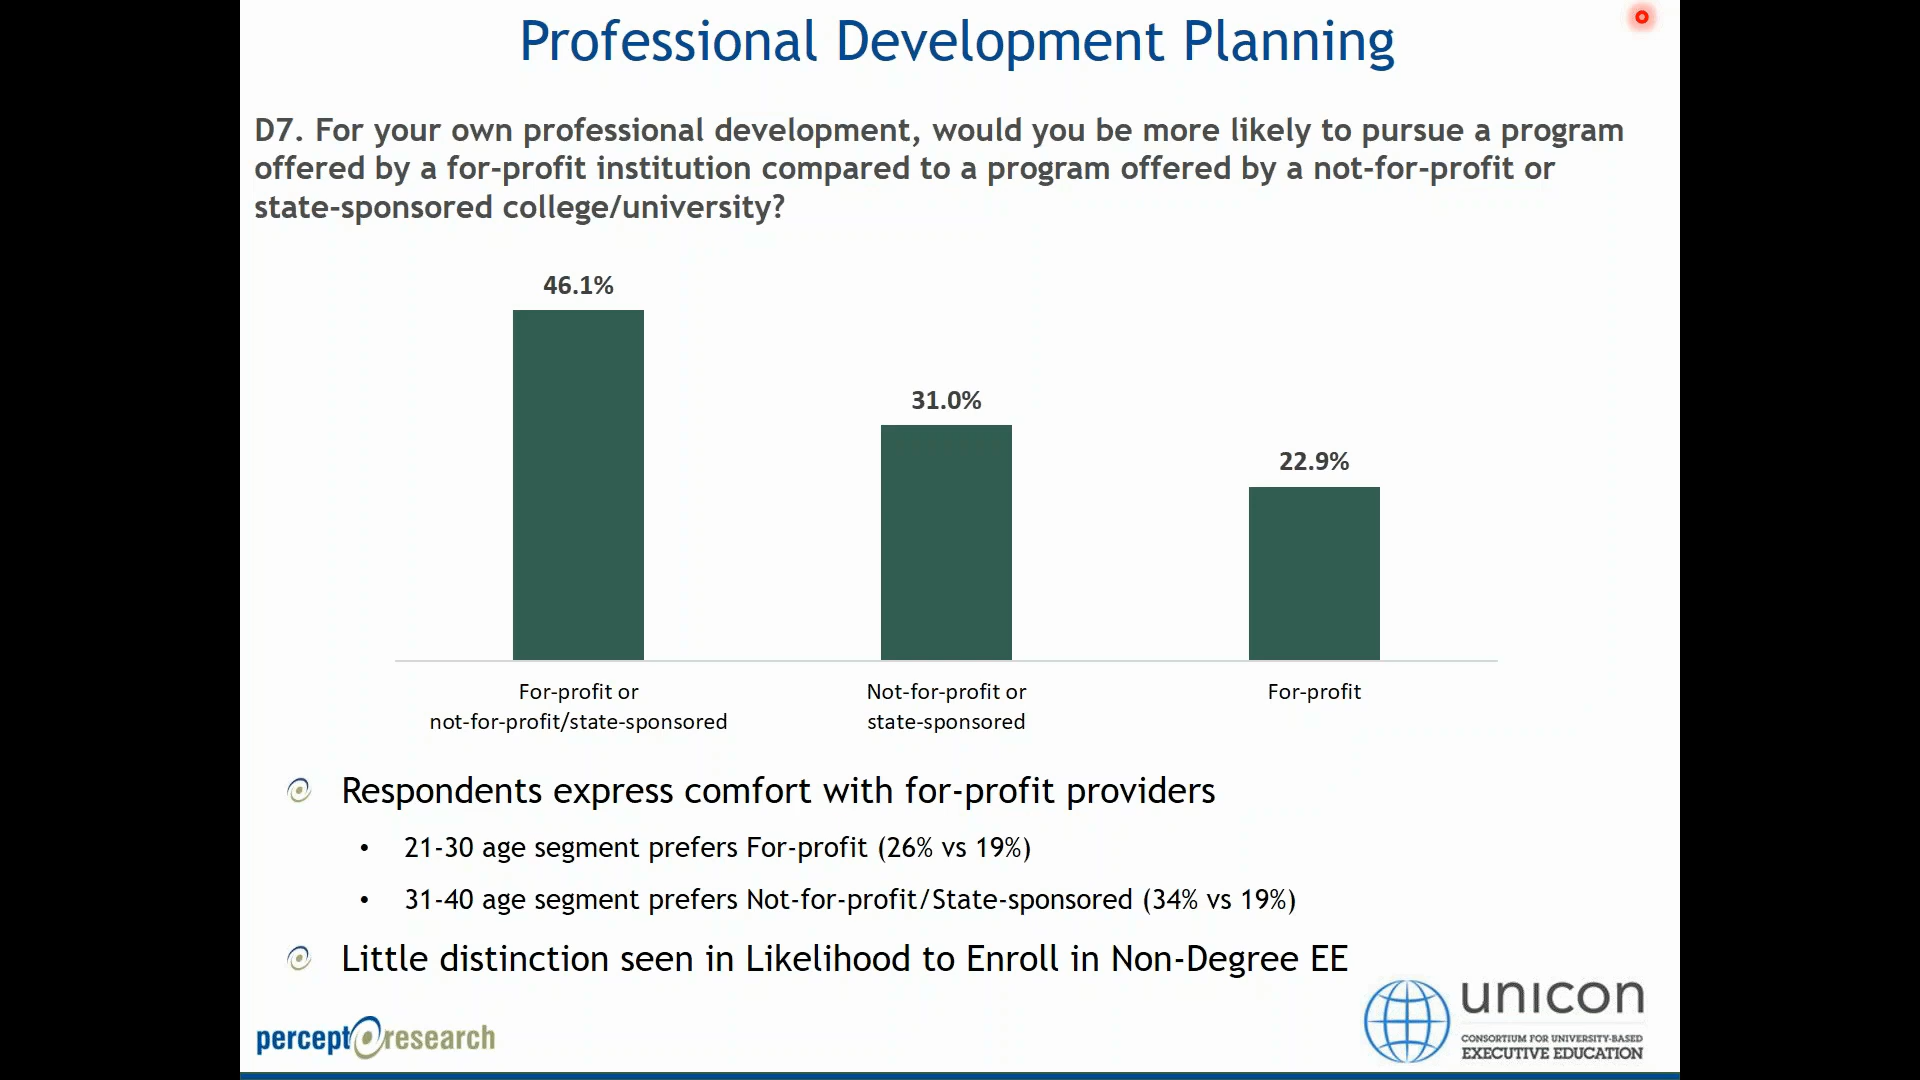 Professional Development Planning
D7. For your own professional development, would you be more likely to pursue a program
offered by a for-profit institution compared to a program offered by a not-for-profit or
state-sponsored college/university?
46.1%
31.0%
22.9%
For-profit or
not-for-profit/state-sponsored
Not-for-profit or
state-sponsored
For-profit
Respondents express comfort with for-profit providers
• 21-30 age segment prefers For-profit (26% vs 19%)
• 31-40 age segment prefers Not-for-profit/State-sponsored (34% vs 19%)
Little distinction seen in Likelihood to Enroll in Non-Degree EE
percept research
unicon
CONSORTIUM FOR UNIVERSITY-BASED
EXECUTIVE EDUCATION